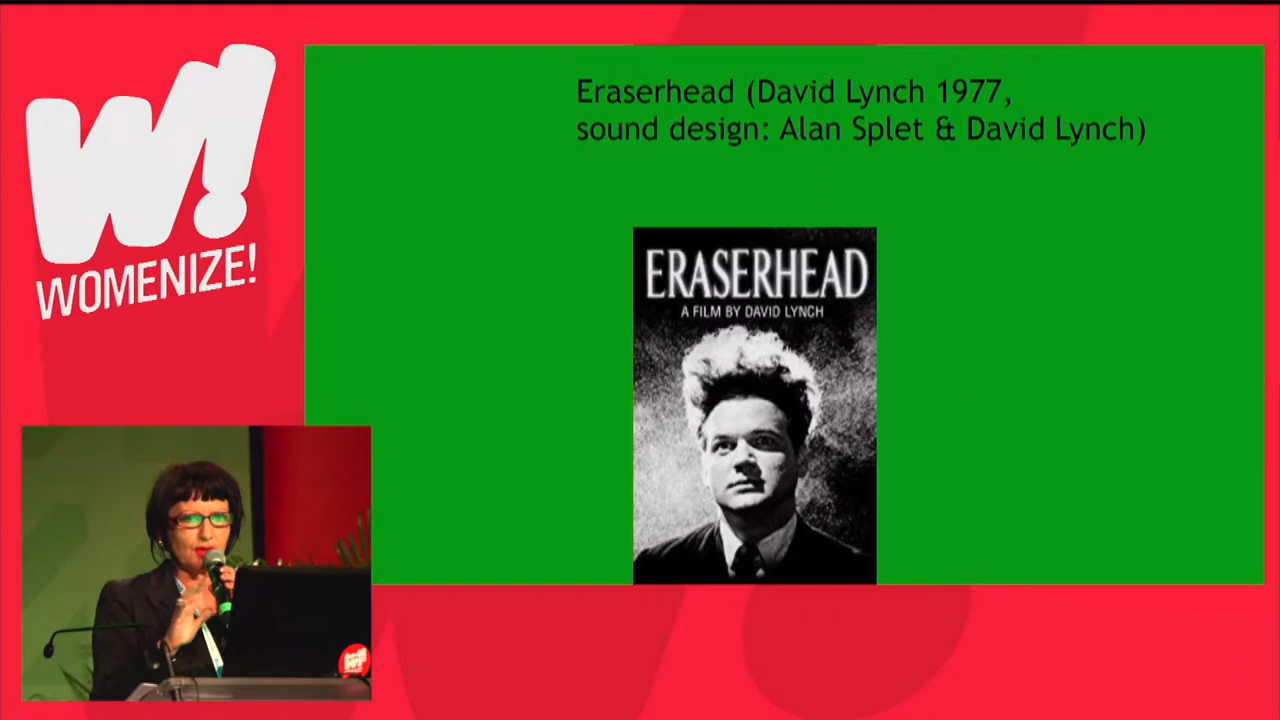 W!
WOMENIZE!
Eraserhead (David Lynch 1977,
sound design: Alan Splet & David Lynch)
ERASERHEAD
A FILM BY DAVID LYNCH